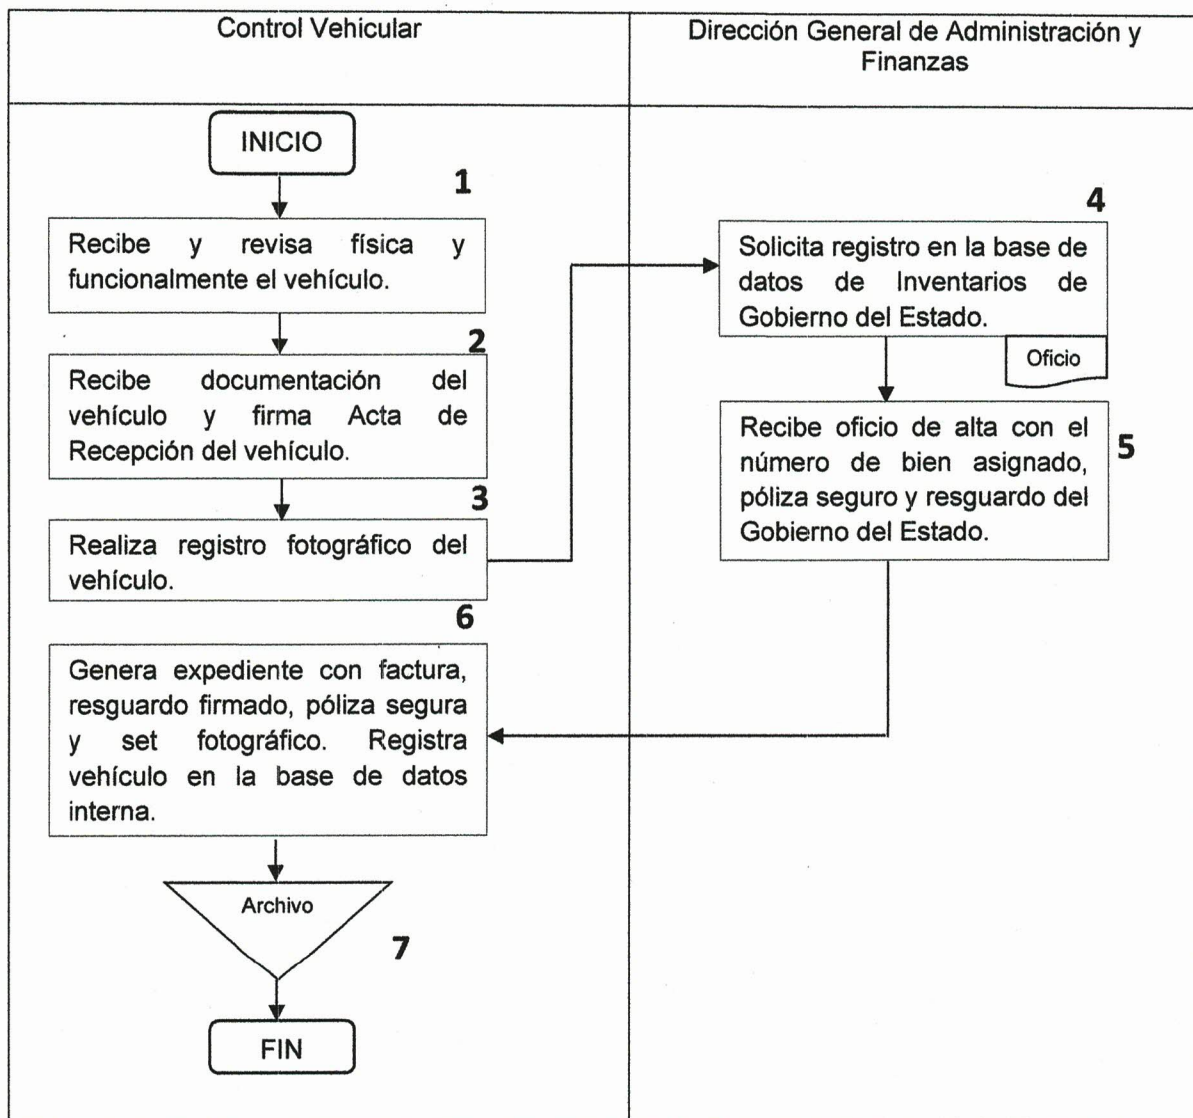 Control Vehicular
Dirección General de Administración y
Finanzas
INICIO
1
Recibe y revisa física y
funcionalmente el vehículo.
2
Recibe documentación del
vehículo y firma Acta de
Recepción del vehículo.
3
Realiza registro fotográfico del
vehículo.
4
Solicita registro en la base de
datos de Inventarios de
Gobierno del Estado.
Oficio
Recibe oficio de alta con el
número de bien asignado,
póliza seguro y resguardo del
Gobierno del Estado.
5
6
Genera expediente con factura,
resguardo firmado, póliza segura
y set fotográfico. Registra
vehículo en la base de datos
interna.
Archivo
7
FIN